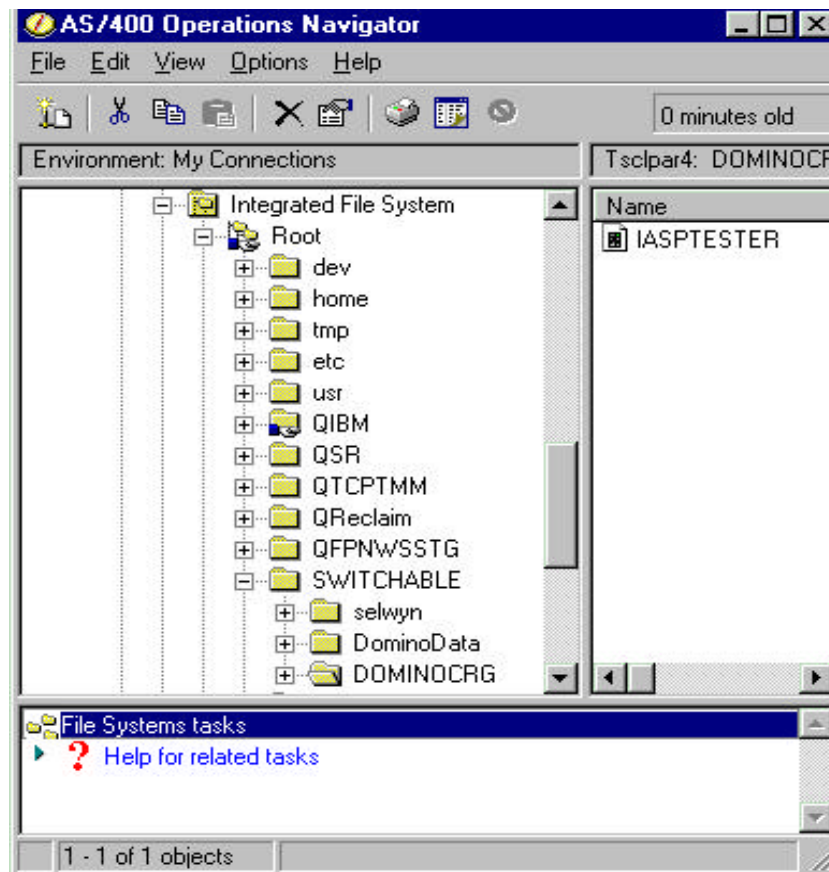 AS/400 Operations Navigator
File Edit View Options Help
0 minutes old
Environment: My Connections
Tsclpar4: DOMINOCR
Integrated File System
Name
Root
IASPTESTER
dev
home
tmp
etc
usr
QIBM
QSR
QTCPTMM
QReclaim
QFPNWSSTG
SWITCHABLE
selwyn
DominoData
DOMINOCRG
File Systems tasks
? Help for related tasks
1 - 1 of 1 objects